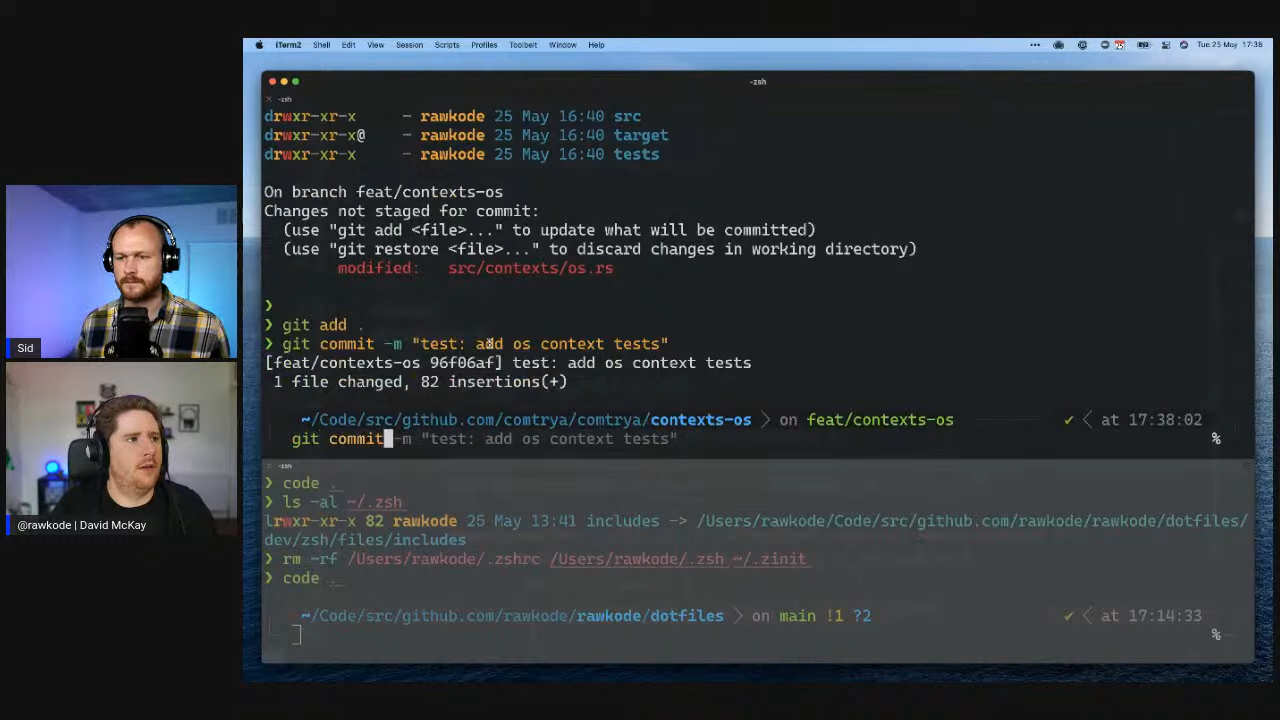 iTerm2 Shell Edit View Session Scripts Profiles Toolbelt Window Help
Tue 25 May 17:38
-zsh
-zsh
drwxr-xr-x - rawkode 25 May 16:40 src
drwxr-xr-x@ - rawkode 25 May 16:40 target
drwxr-xr-x - rawkode 25 May 16:40 tests
On branch feat/contexts-os
Changes not staged for commit:
(use "git add <file>..." to update what will be committed)
(use "git restore <file>..." to discard changes in working directory)
modified: src/contexts/os.rs
❯
❯ git add .
❯ git commit -m "test: add os context tests"
[feat/contexts-os 96f06af] test: add os context tests
1 file changed, 82 insertions(+)
~/Code/src/github.com/comtrya/comtrya/contexts-os on feat/contexts-os ✔ at 17:38:02
git commit -m "test: add os context tests" %
-zsh
❯ code .
❯ ls -al ~/.zsh
lrwxr-xr-x 82 rawkode 25 May 13:41 includes -> /Users/rawkode/Code/src/github.com/rawkode/rawkode/dotfiles/
dev/zsh/files/includes
❯ rm -rf /Users/rawkode/.zshrc /Users/rawkode/.zsh ~/.zinit
❯ code .
~/Code/src/github.com/rawkode/rawkode/dotfiles on main !1 ?2 ✔ at 17:14:33
%
Sid
@rawkode | David McKay